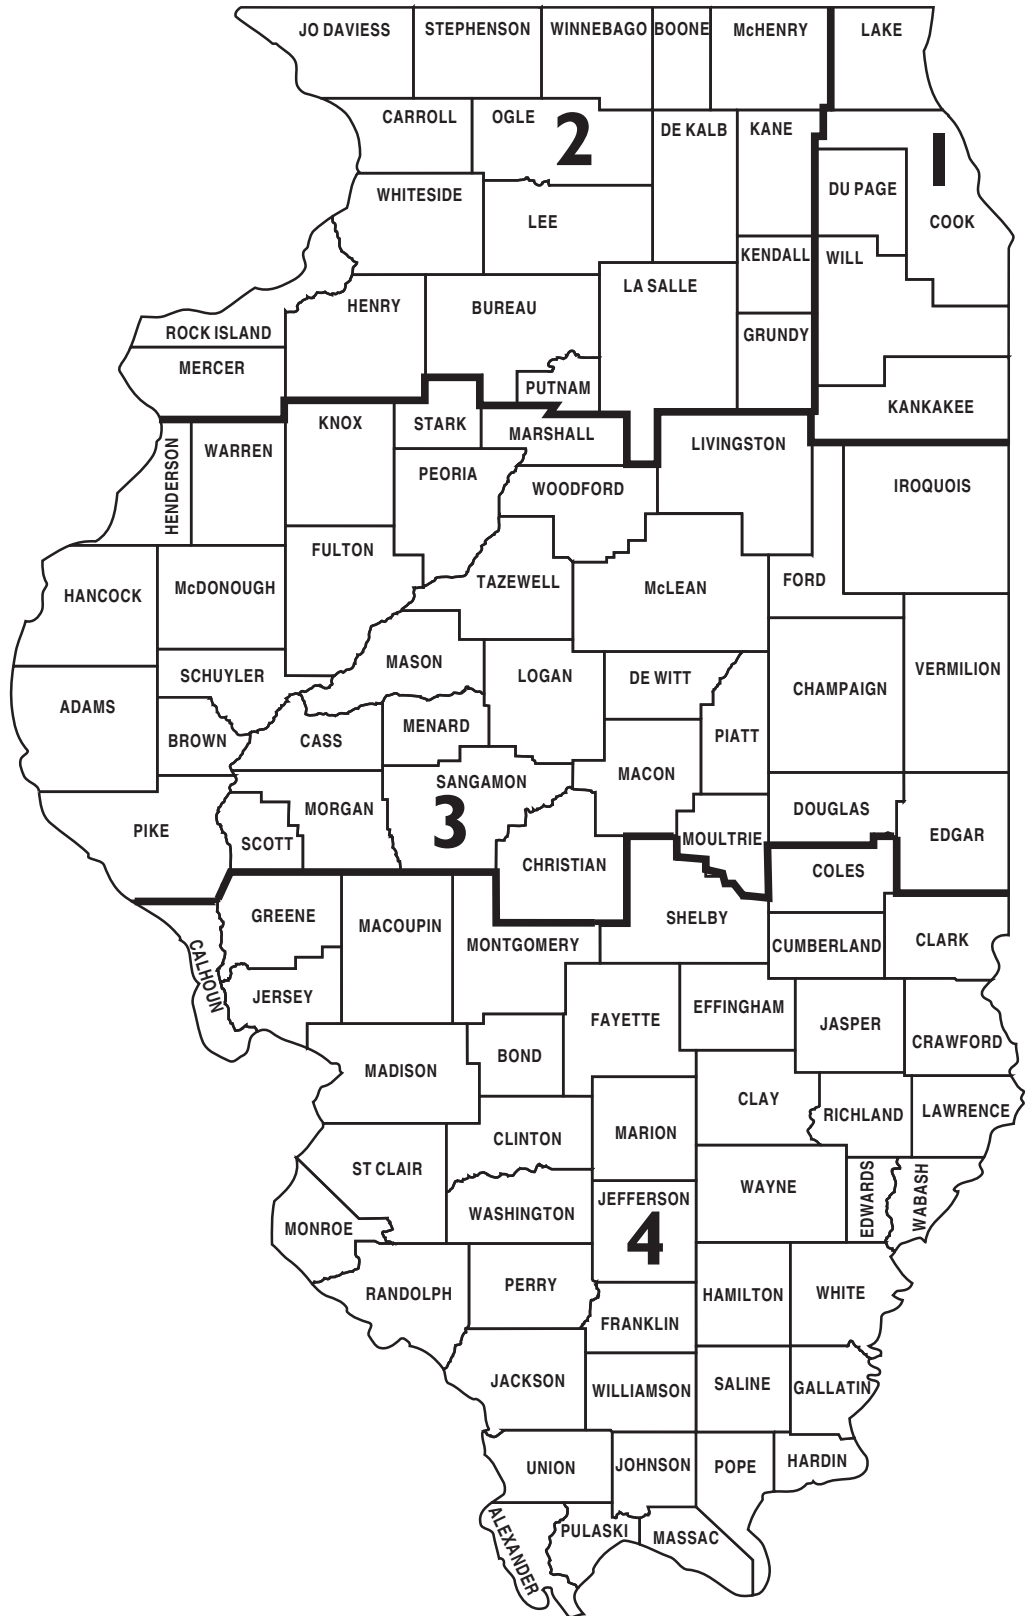 JO DAVIESS
STEPHENSON
WINNEBAGO
BOONE
McHENRY
LAKE
CARROLL
OGLE
2
DE KALB
KANE
1
DU PAGE
COOK
WHITESIDE
LEE
KENDALL
WILL
LA SALLE
HENRY
BUREAU
ROCK ISLAND
GRUNDY
MERCER
PUTNAM
KANKAKEE
KNOX
STARK
MARSHALL
LIVINGSTON
HENDERSON
WARREN
PEORIA
WOODFORD
IROQUOIS
FULTON
HANCOCK
McDONOUGH
TAZEWELL
McLEAN
FORD
SCHUYLER
MASON
LOGAN
DE WITT
CHAMPAIGN
VERMILION
ADAMS
BROWN
CASS
MENARD
PIATT
SANGAMON
MACON
3
MORGAN
PIKE
SCOTT
DOUGLAS
MOULTRIE
EDGAR
CHRISTIAN
COLES
GREENE
MACOUPIN
SHELBY
MONTGOMERY
CUMBERLAND
CLARK
CALHOUN
JERSEY
EFFINGHAM
FAYETTE
JASPER
CRAWFORD
BOND
MADISON
CLAY
RICHLAND
LAWRENCE
CLINTON
MARION
ST CLAIR
WAYNE
EDWARDS
WABASH
JEFFERSON
4
WASHINGTON
MONROE
RANDOLPH
PERRY
HAMILTON
WHITE
FRANKLIN
JACKSON
WILLIAMSON
SALINE
GALLATIN
UNION
JOHNSON
POPE
HARDIN
ALEXANDER
PULASKI
MASSAC